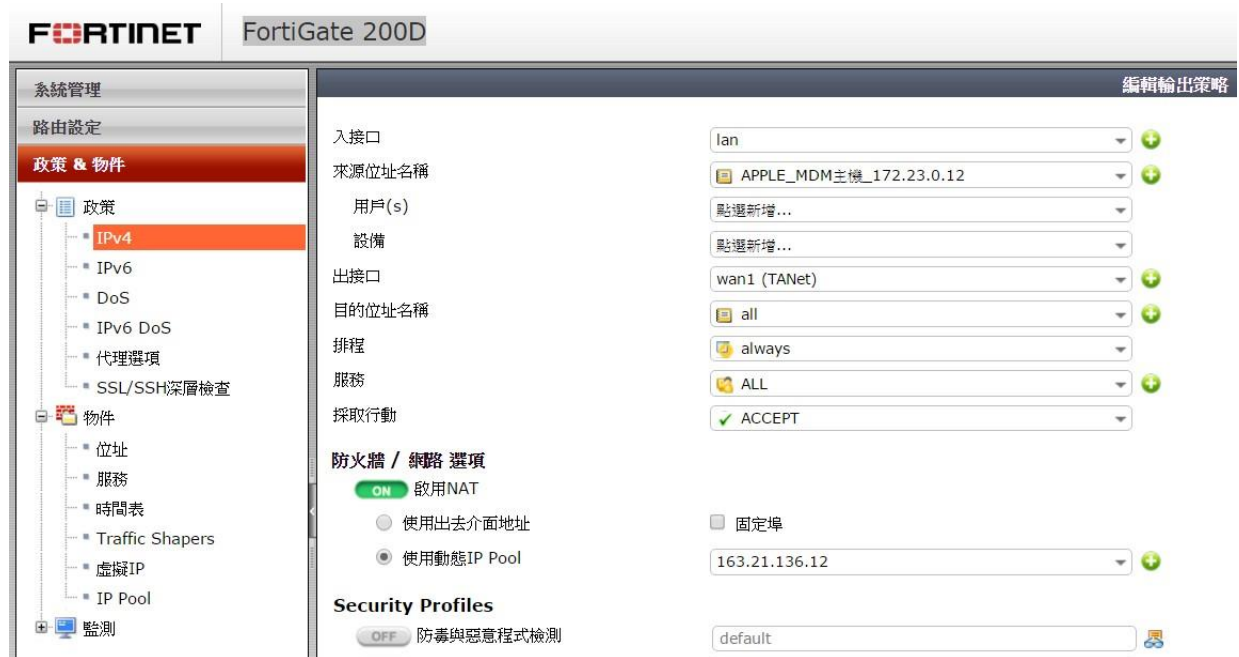 FORTINET FortiGate 200D
系統管理
路由設定
政策 & 物件
政策
IPv4
IPv6
DoS
IPv6 DoS
代理選項
SSL/SSH深層檢查
物件
位址
服務
時間表
Traffic Shapers
虛擬IP
IP Pool
監測
編輯輸出策略
入接口 lan
來源位址名稱 APPLE_MDM主機_172.23.0.12
用戶(s) 點選新增...
設備 點選新增...
出接口 wan1 (TANet)
目的位址名稱 all
排程 always
服務 ALL
採取行動 ACCEPT
防火牆 / 網路 選項
ON 啟用NAT
使用出去介面地址 固定埠
使用動態IP Pool 163.21.136.12
Security Profiles
OFF 防毒與惡意程式檢測 default